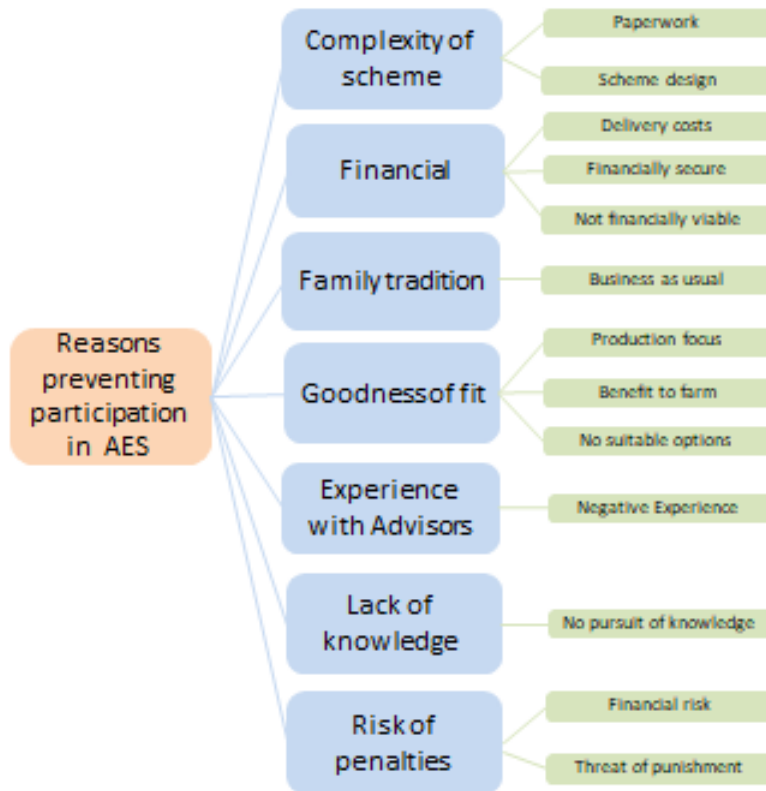 Reasons
preventing
participation
in AES
Complexity of
scheme
Paperwork
Scheme design
Financial
Delivery costs
Financially secure
Not financially viable
Family tradition
Business as usual
Goodness of fit
Production focus
Benefit to farm
No suitable options
Experience
with Advisors
Negative Experience
Lack of
knowledge
No pursuit of knowledge
Risk of
penalties
Financial risk
Threat of punishment